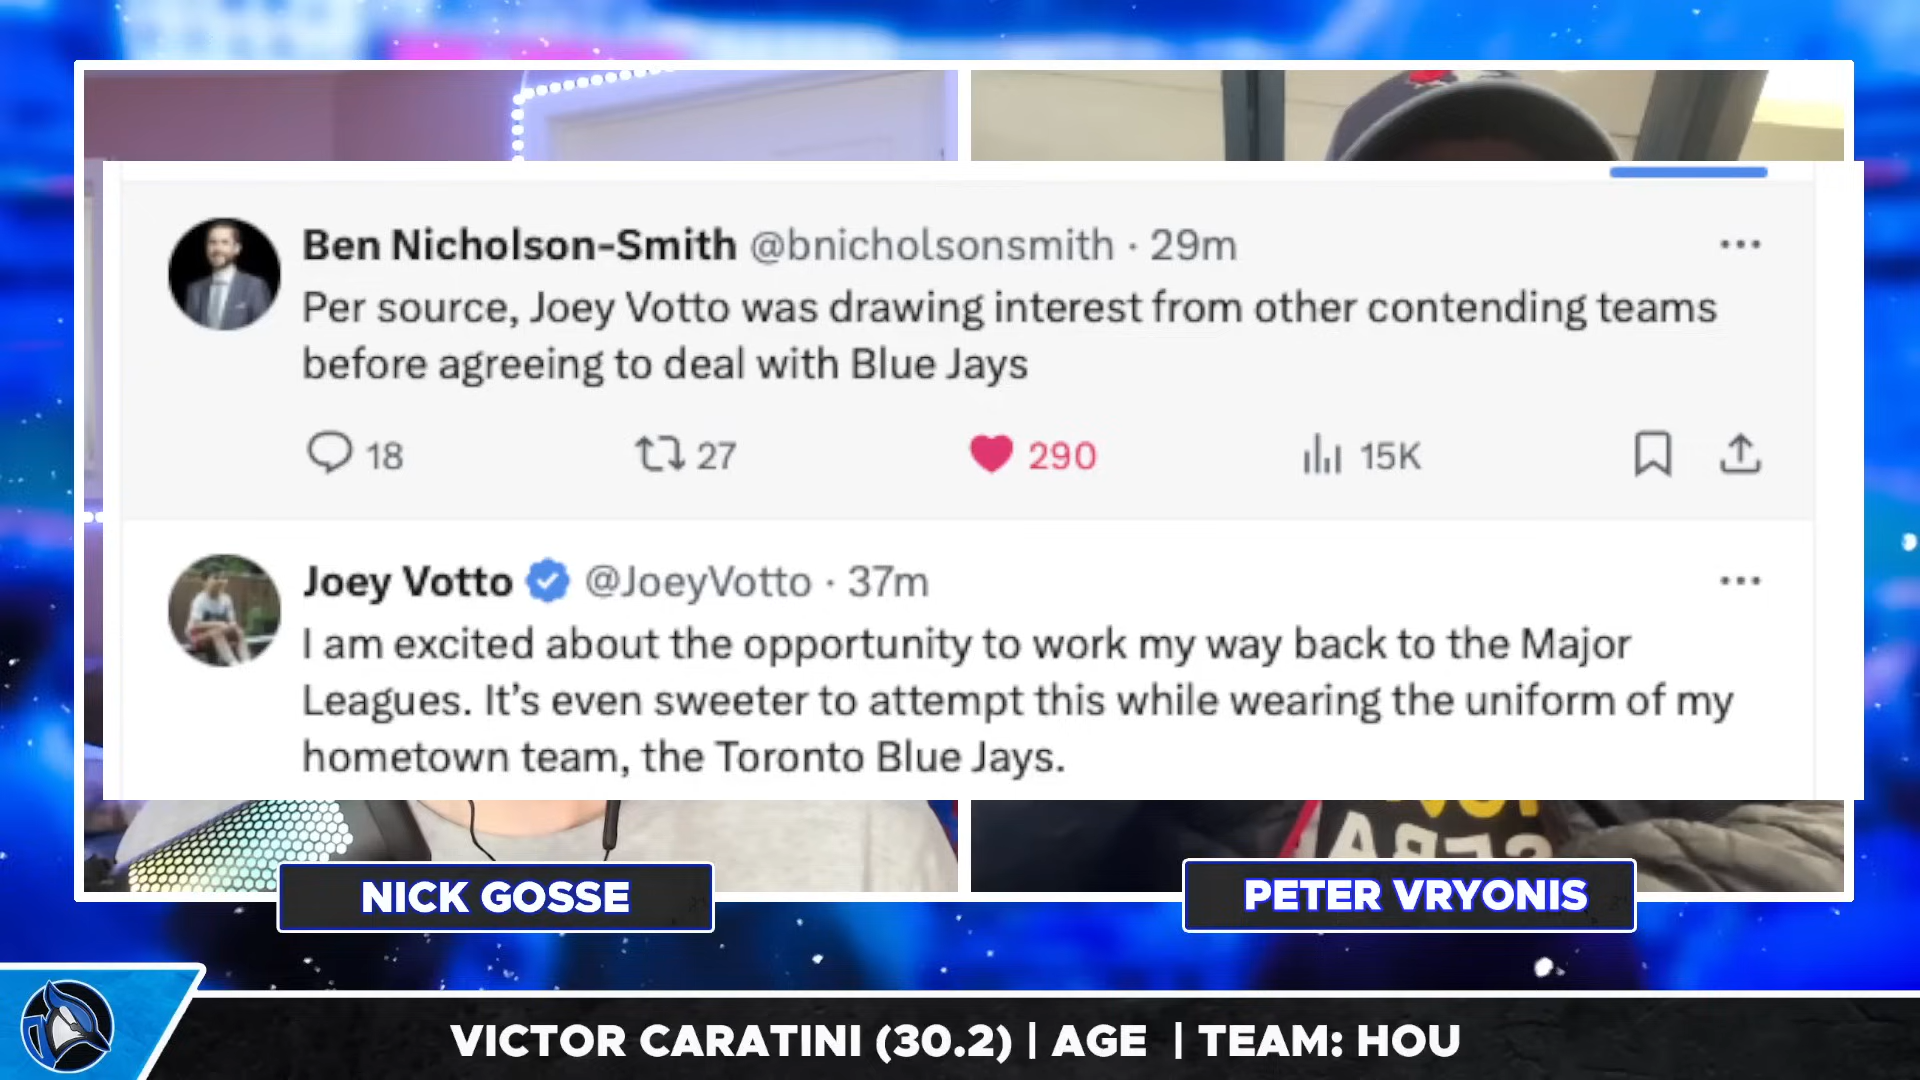 Ben Nicholson-Smith @bnicholsonsmith · 29m
Per source, Joey Votto was drawing interest from other contending teams
before agreeing to deal with Blue Jays
18 27 290 15K
Joey Votto @JoeyVotto · 37m
I am excited about the opportunity to work my way back to the Major
Leagues. It’s even sweeter to attempt this while wearing the uniform of my
hometown team, the Toronto Blue Jays.
NICK GOSSE
PETER VRYONIS
VICTOR CARATINI (30.2) | AGE | TEAM: HOU